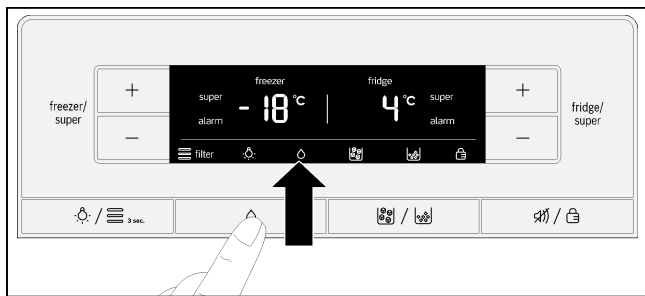 freezer/
super
+
−
freezer
fridge
super
- 18 °C
4 °C
super
alarm
alarm
filter
+
−
fridge/
super
/ 3 sec.
/
/